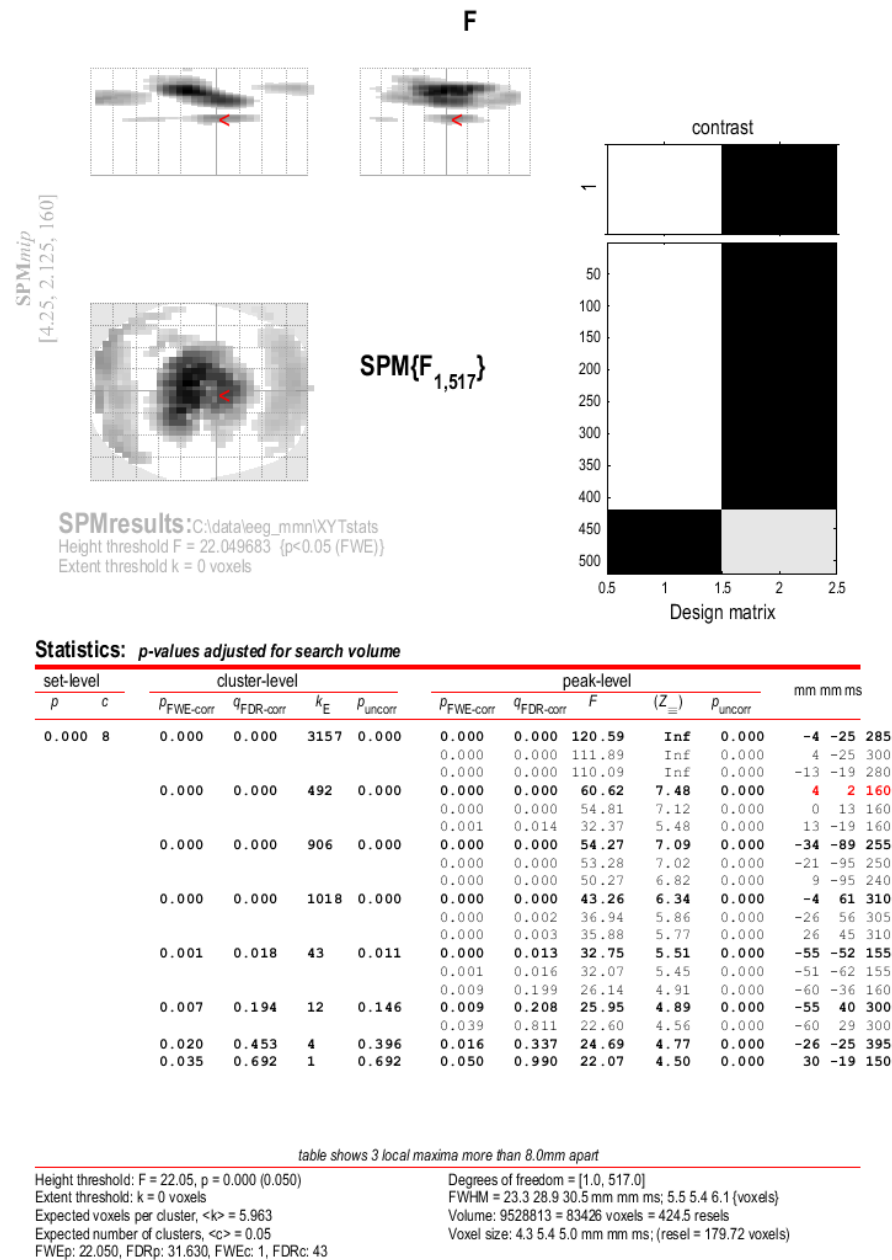 F
SPMmip
[4.25, 2.125, 160]
contrast
1
SPM{F1,517}
50
100
150
200
250
300
350
400
450
500
0.5 1 1.5 2 2.5
Design matrix
SPMresults: C:\data\eeg_mmn\XYTstats
Height threshold F = 22.049683 {p<0.05 (FWE)}
Extent threshold k = 0 voxels
Statistics: p-values adjusted for search volume
set-level cluster-level peak-level mm mm ms
p c pFWE-corr qFDR-corr kE puncorr pFWE-corr qFDR-corr F (Z≡) puncorr
0.000 8 0.000 0.000 3157 0.000 0.000 0.000 120.59 Inf 0.000 -4 -25 285
0.000 0.000 111.89 Inf 0.000 4 -25 300
0.000 0.000 110.09 Inf 0.000 -13 -19 280
0.000 0.000 492 0.000 0.000 0.000 60.62 7.48 0.000 4 2 160
0.000 0.000 54.81 7.12 0.000 0 13 160
0.001 0.014 32.37 5.48 0.000 13 -19 160
0.000 0.000 906 0.000 0.000 0.000 54.27 7.09 0.000 -34 -89 255
0.000 0.000 53.28 7.02 0.000 -21 -95 250
0.000 0.000 50.27 6.82 0.000 9 -95 240
0.000 0.000 1018 0.000 0.000 0.000 43.26 6.34 0.000 -4 61 310
0.000 0.002 36.94 5.86 0.000 -26 56 305
0.000 0.003 35.88 5.77 0.000 26 45 310
0.001 0.018 43 0.011 0.000 0.013 32.75 5.51 0.000 -55 -52 155
0.001 0.016 32.07 5.45 0.000 -51 -62 155
0.009 0.199 26.14 4.91 0.000 -60 -36 160
0.007 0.194 12 0.146 0.009 0.208 25.95 4.89 0.000 -55 40 300
0.039 0.811 22.60 4.56 0.000 -60 29 300
0.020 0.453 4 0.396 0.016 0.337 24.69 4.77 0.000 -26 -25 395
0.035 0.692 1 0.692 0.050 0.990 22.07 4.50 0.000 30 -19 150
table shows 3 local maxima more than 8.0mm apart
Height threshold: F = 22.05, p = 0.000 (0.050)
Extent threshold: k = 0 voxels
Expected voxels per cluster, <k> = 5.963
Expected number of clusters, <c> = 0.05
FWEp: 22.050, FDRp: 31.630, FWEc: 1, FDRc: 43
Degrees of freedom = [1.0, 517.0]
FWHM = 23.3 28.9 30.5 mm mm ms; 5.5 5.4 6.1 {voxels}
Volume: 9528813 = 83426 voxels = 424.5 resels
Voxel size: 4.3 5.4 5.0 mm mm ms; (resel = 179.72 voxels)